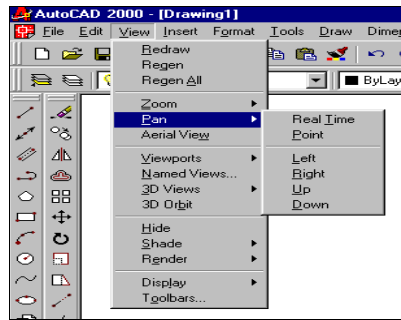 AutoCAD 2000 - [Drawing1]
File Edit View Insert Format Tools Draw
Redraw
Regen
Regen All
ByLay
Zoom
Pan
Aerial View
Real Time
Point
Viewports
Named Views...
3D Views
3D Orbit
Left
Right
Up
Down
Hide
Shade
Render
Display
Toolbars...